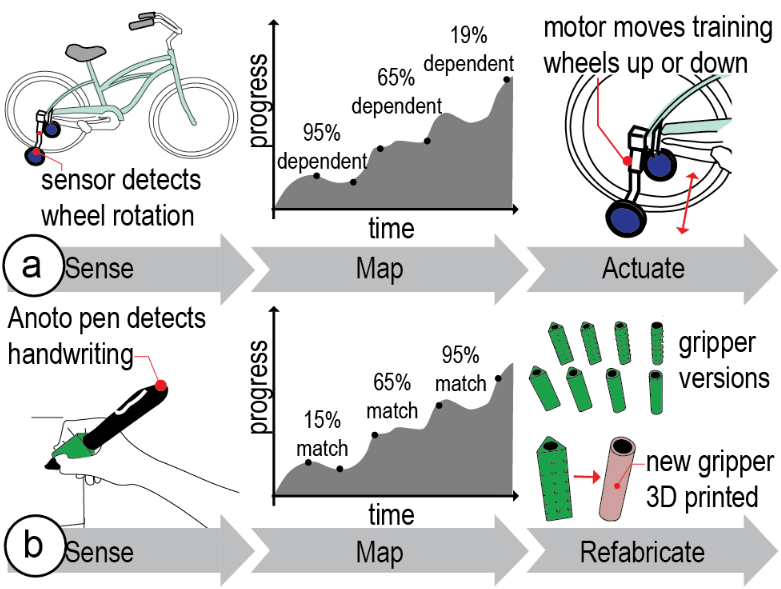 sensor detects
wheel rotation
progress
95%
dependent
65%
dependent
19%
dependent
time
motor moves training
wheels up or down
a
Sense
Map
Actuate
Anoto pen detects
handwriting
progress
15%
match
65%
match
95%
match
time
gripper
versions
new gripper
3D printed
b
Sense
Map
Refabricate